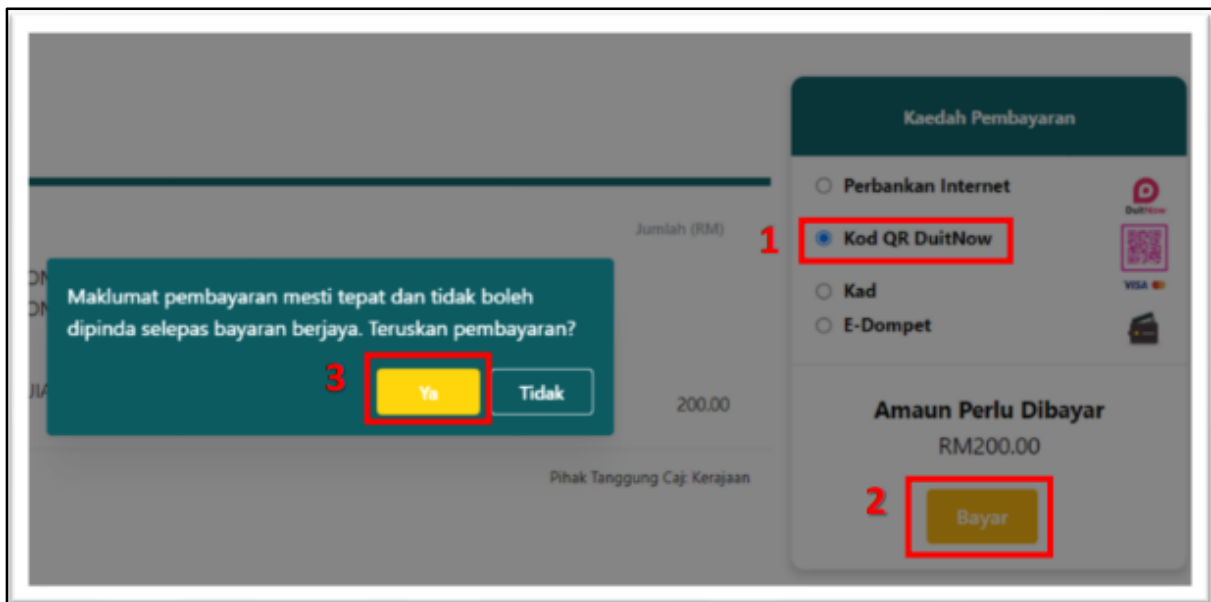 Kaedah Pembayaran
Perbankan Internet
DuitNow
Jumlah (RM)
1
Kod QR DuitNow
VISA
Kad
E-Dompet
Maklumat pembayaran mesti tepat dan tidak boleh
dipinda selepas bayaran berjaya. Teruskan pembayaran?
3
Ya
Tidak
200.00
Amaun Perlu Dibayar
RM200.00
Pihak Tanggung Caj: Kerajaan
2
Bayar